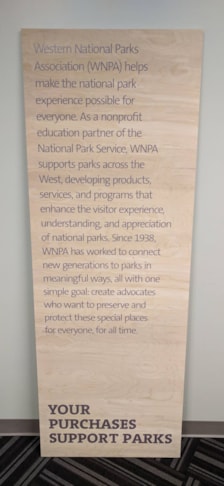 Western National Parks
Association (WNPA) helps
make the national park
experience possible for
everyone. As a nonprofit
education partner of the
National Park Service, WNPA
supports parks across the
West, developing products,
services, and programs that
enhance the visitor experience,
understanding, and appreciation
of national parks. Since 1938,
WNPA has worked to connect
new generations to parks in
meaningful ways, all with one
simple goal: create advocates
who want to preserve and
protect these special places
for everyone, for all time.
YOUR
PURCHASES
SUPPORT PARKS